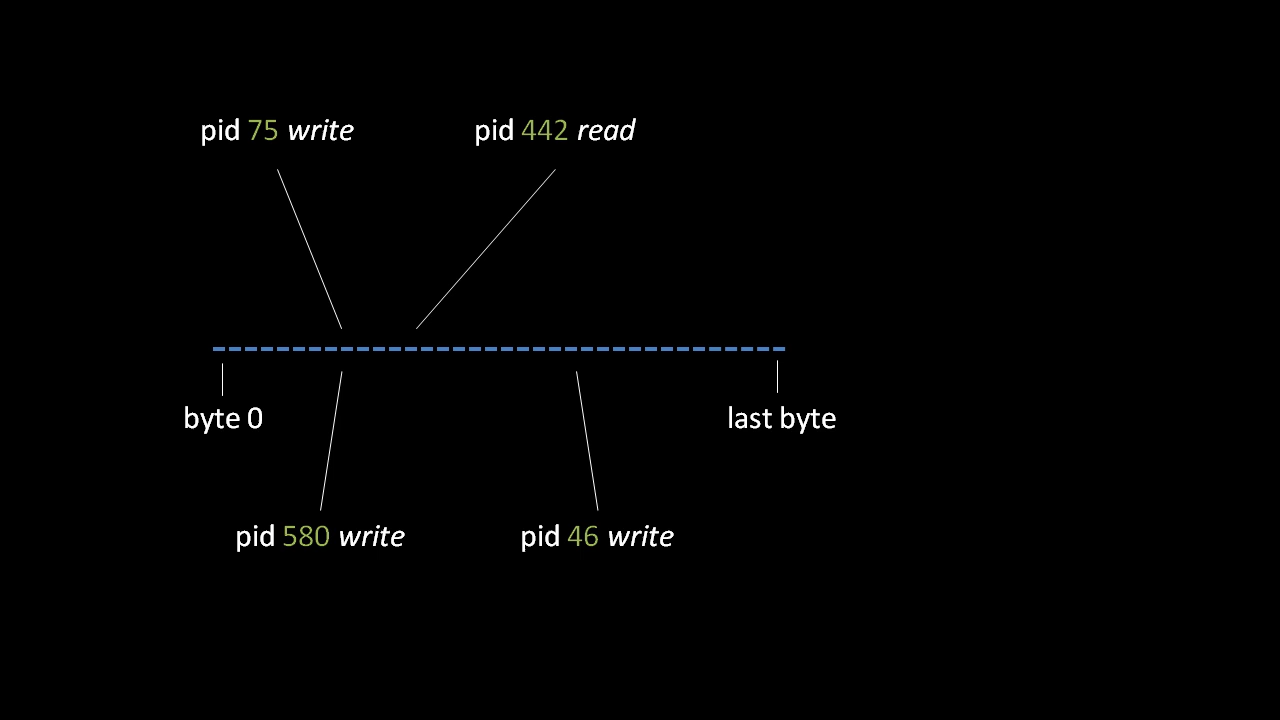 pid 75 write
pid 442 read
byte 0
last byte
pid 580 write
pid 46 write